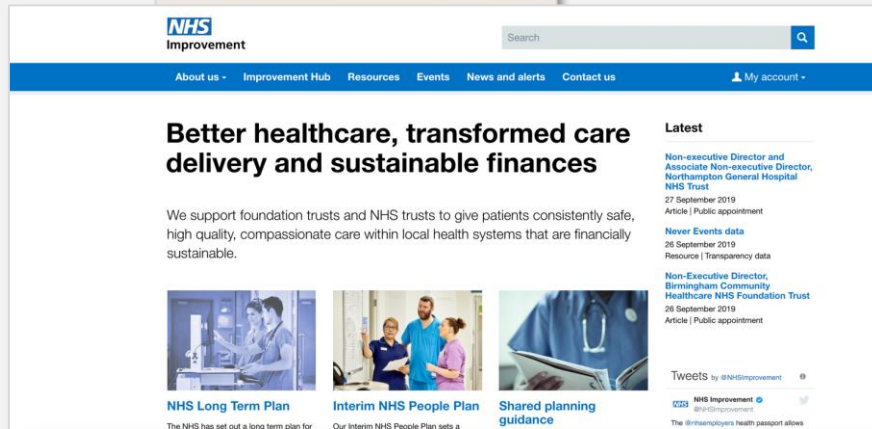 NHS
Improvement
Search
About us
Improvement Hub
Resources
Events
News and alerts
Contact us
My account
Better healthcare, transformed care
delivery and sustainable finances
We support foundation trusts and NHS trusts to give patients consistently safe,
high quality, compassionate care within local health systems that are financially
sustainable.
NHS Long Term Plan
The NHS has set out a long term plan for
Interim NHS People Plan
Our Interim NHS People Plan sets a
Shared planning
guidance
Latest
Non-executive Director and
Associate Non-executive Director,
Northampton General Hospital
NHS Trust
27 September 2019
Article | Public appointment
Never Events data
26 September 2019
Resource | Transparency data
Non-Executive Director,
Birmingham Community
Healthcare NHS Foundation Trust
26 September 2019
Article | Public appointment
Tweets by @NHSImprovement
NHS
NHS Improvement
@NHSImprovement
The @nhsemployers health passport allows